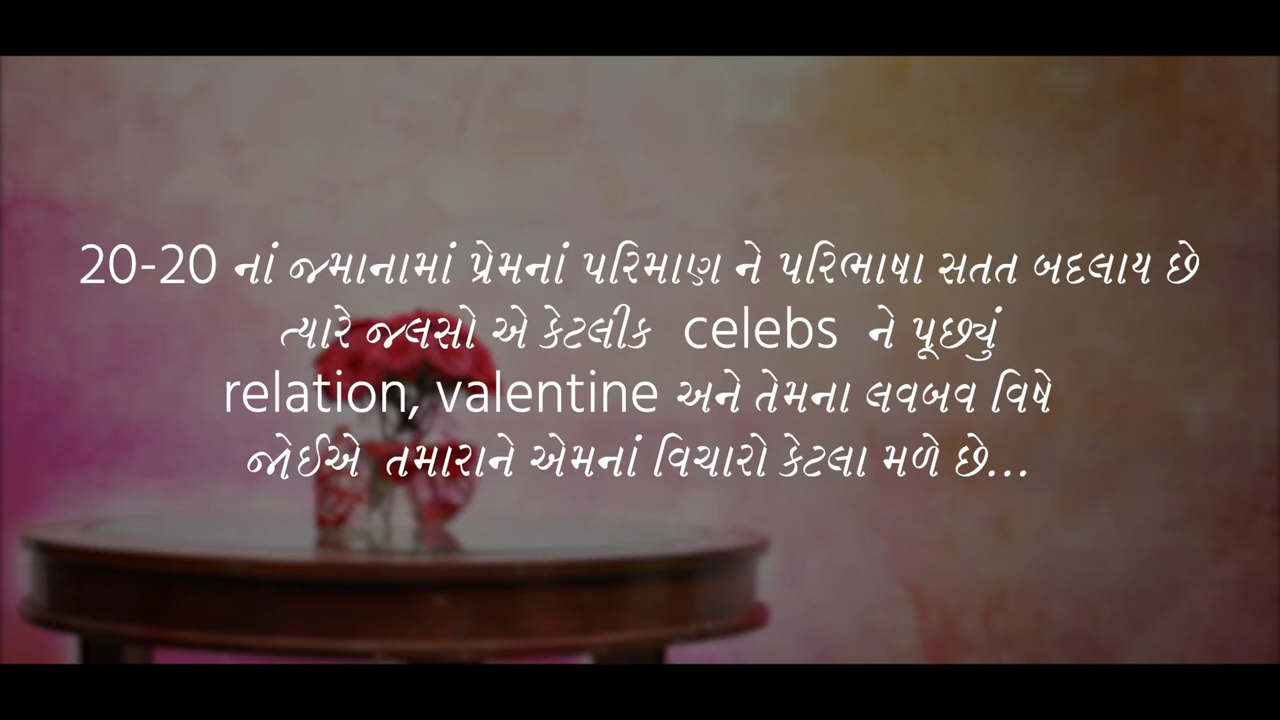 20-20 નાં જમાનામાં પ્રેમનાં પરિમાણ ને પરિભાષા સતત બદલાય છે
ત્યારે જલસો એ કેટલીક celebs ને પૂછ્યું
relation, valentine અને તેમના લવબવ વિષે
જોઈએ તમારાને એમનાં વિચારો કેટલા મળે છે...